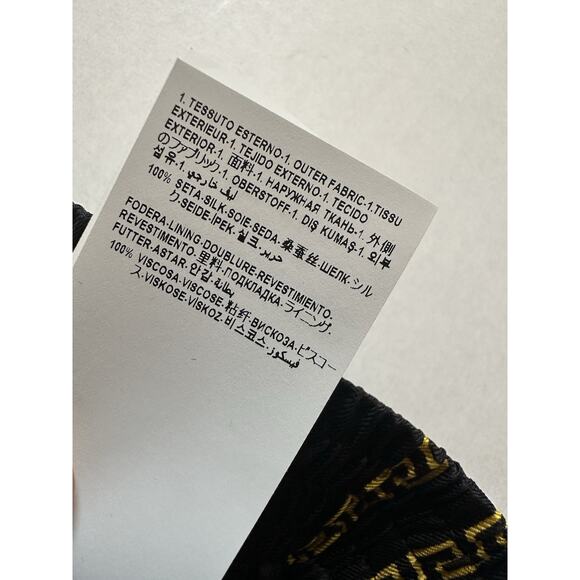 1. TESSUTO ESTERNO.1. OUTER FABRIC.1.TISSU
EXTERIEUR.1. TEJIDO EXTERNO.1. TECIDO
EXTERIOR.1. 面料.1. НАРУЖНАЯ ТКАНЬ.1. 外側
のファブリック.1. OBERSTOFF.1. DIŞ KUMAŞ-1. 외부
섬유.1. ليف خارجي.1
100% SETA-SILK-SOIE-SEDA-桑蚕丝-ШЕЛК-シル
ク-SEIDE-İPEK-실크-حرير
FODERA-LINING-DOUBLURE-REVESTIMIENTO-
REVESTIMENTO-里料-ПОДКЛАДКА-ライニング-
FUTTER-ASTAR-안감-بطانة
100% VISCOSA-VISCOSE-粘纤-ВИСКОЗА-ビスコー
ス-VISKOSE-VISKOZ-비스코스-فيسكوز